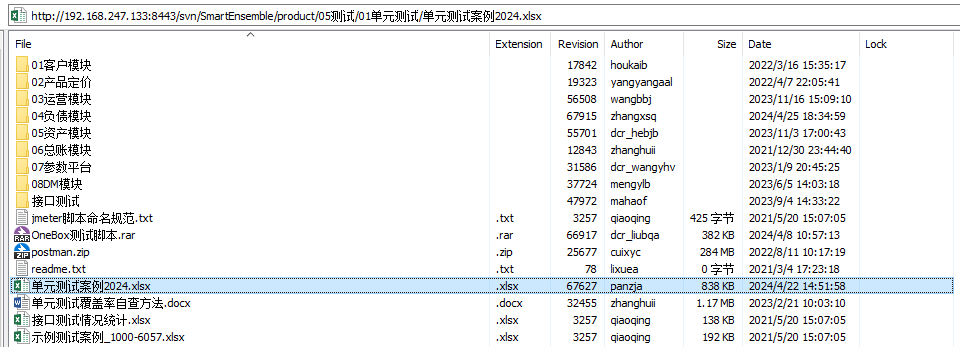 http://192.168.247.133:8443/svn/SmartEnsemble/product/05测试/01单元测试/单元测试案例2024.xlsx
File Extension Revision Author Size Date Lock
01客户模块 17842 houkaib 2022/3/16 15:35:17
02产品定价 19323 yangyangaal 2022/4/7 22:05:41
03运营模块 56508 wangbbj 2023/11/16 15:09:10
04负债模块 67915 zhangxsq 2024/4/25 18:34:59
05资产模块 55701 dcr_hebjb 2023/11/3 17:00:43
06总账模块 12843 zhanghuii 2021/12/30 23:44:40
07参数平台 31586 dcr_wangyhv 2023/1/9 20:45:25
08DM模块 37724 mengylb 2023/6/5 14:03:18
接口测试 47972 mahaof 2023/9/4 14:33:22
jmeter脚本命名规范.txt .txt 3257 qiaoqing 425 字节 2021/5/20 15:07:05
OneBox测试脚本.rar .rar 66917 dcr_liubqa 382 KB 2024/4/8 10:57:13
postman.zip .zip 25677 cuixyc 284 MB 2022/8/11 10:17:19
readme.txt .txt 78 lixuea 0 字节 2021/3/4 17:23:18
单元测试案例2024.xlsx .xlsx 67627 panzja 838 KB 2024/4/22 14:51:58
单元测试覆盖率自查方法.docx .docx 32455 zhanghuii 1.17 MB 2023/2/21 10:03:10
接口测试情况统计.xlsx .xlsx 3257 qiaoqing 138 KB 2021/5/20 15:07:05
示例测试案例_1000-6057.xlsx .xlsx 3257 qiaoqing 192 KB 2021/5/20 15:07:05